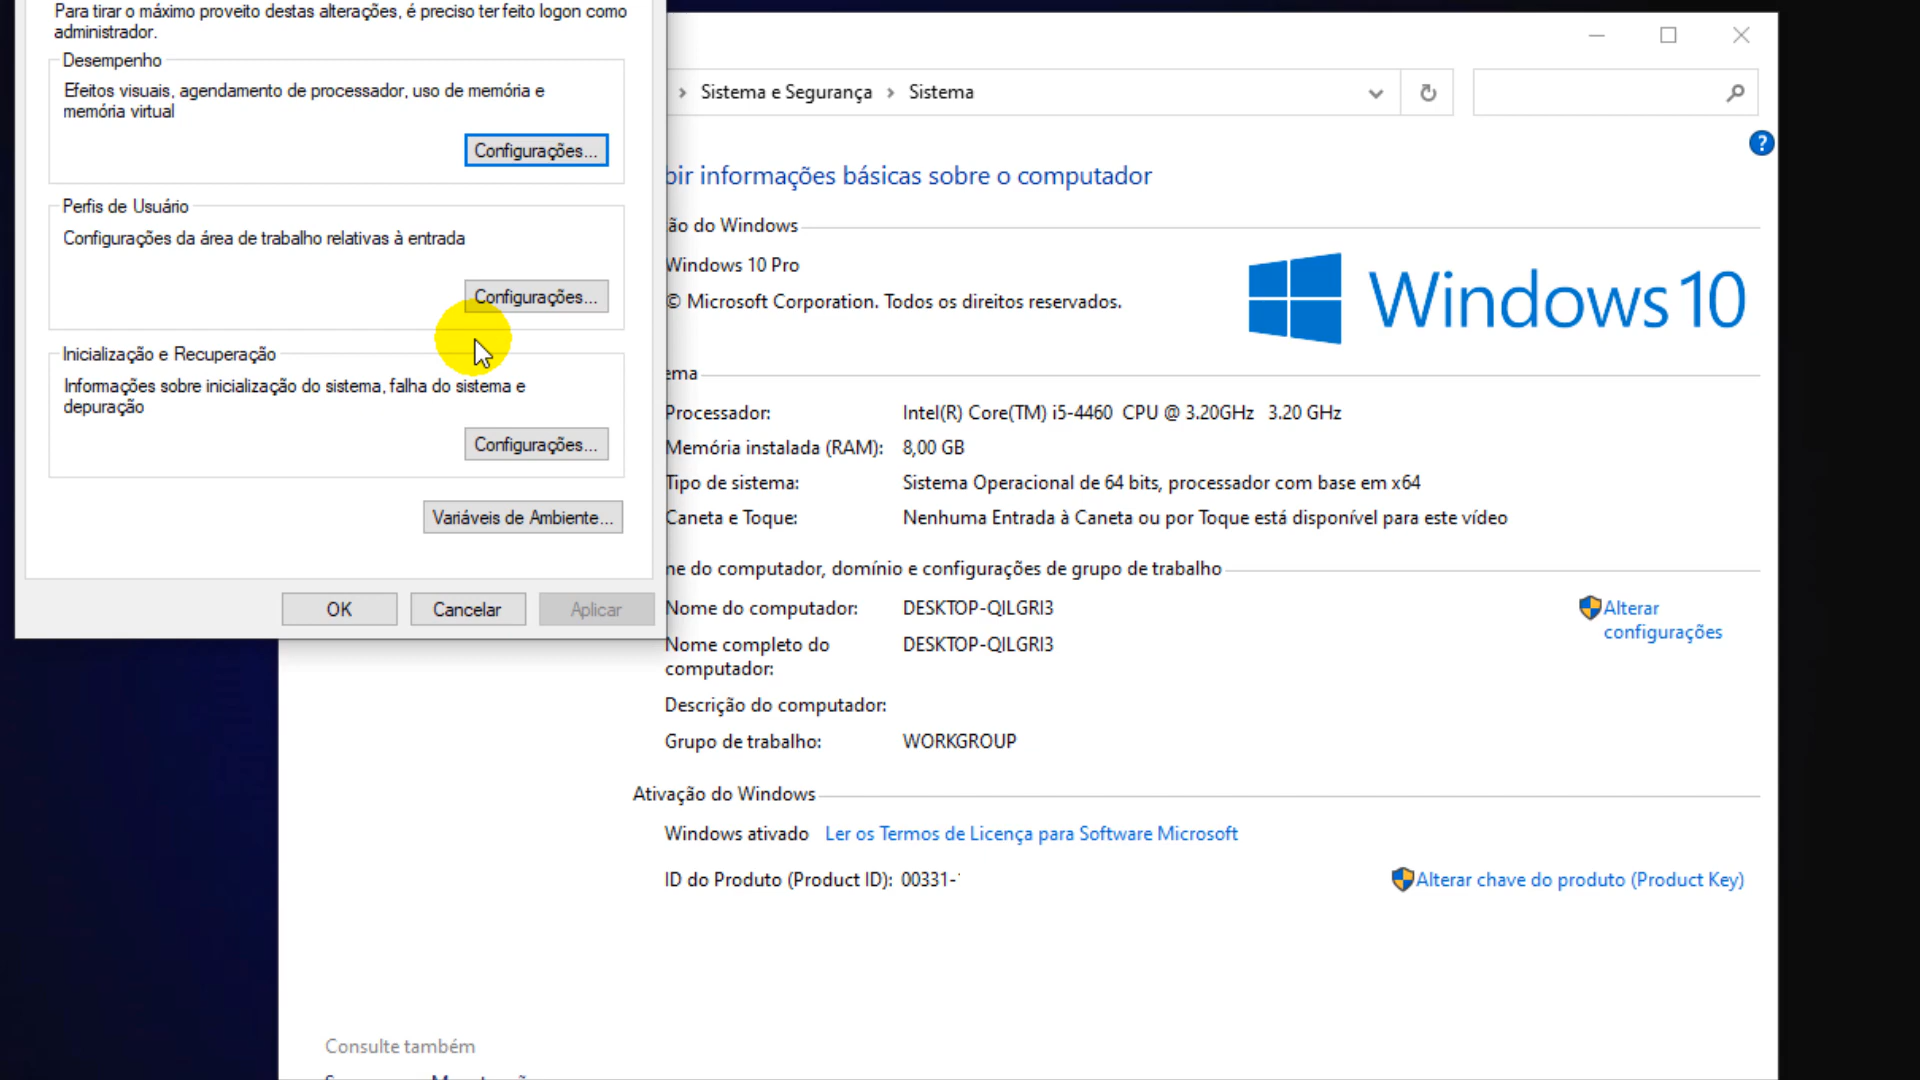 Para tirar o máximo proveito destas alterações, é preciso ter feito logon como
administrador.
Desempenho
Efeitos visuais, agendamento de processador, uso de memória e
memória virtual
Configurações...
Perfis de Usuário
Configurações da área de trabalho relativas à entrada
Configurações...
Inicialização e Recuperação
Informações sobre inicialização do sistema, falha do sistema e
depuração
Configurações...
Variáveis de Ambiente...
OK
Cancelar
Aplicar
Sistema e Segurança
Sistema
?
bir informações básicas sobre o computador
ão do Windows
Windows 10 Pro
© Microsoft Corporation. Todos os direitos reservados.
Windows 10
ema
Processador: Intel(R) Core(TM) i5-4460 CPU @ 3.20GHz 3.20 GHz
Memória instalada (RAM): 8,00 GB
Tipo de sistema: Sistema Operacional de 64 bits, processador com base em x64
Caneta e Toque: Nenhuma Entrada à Caneta ou por Toque está disponível para este vídeo
ne do computador, domínio e configurações de grupo de trabalho
Nome do computador: DESKTOP-QILGRI3
Alterar
configurações
Nome completo do
computador: DESKTOP-QILGRI3
Descrição do computador:
Grupo de trabalho: WORKGROUP
Ativação do Windows
Windows ativado Ler os Termos de Licença para Software Microsoft
ID do Produto (Product ID): 00331-
Alterar chave do produto (Product Key)
Consulte também